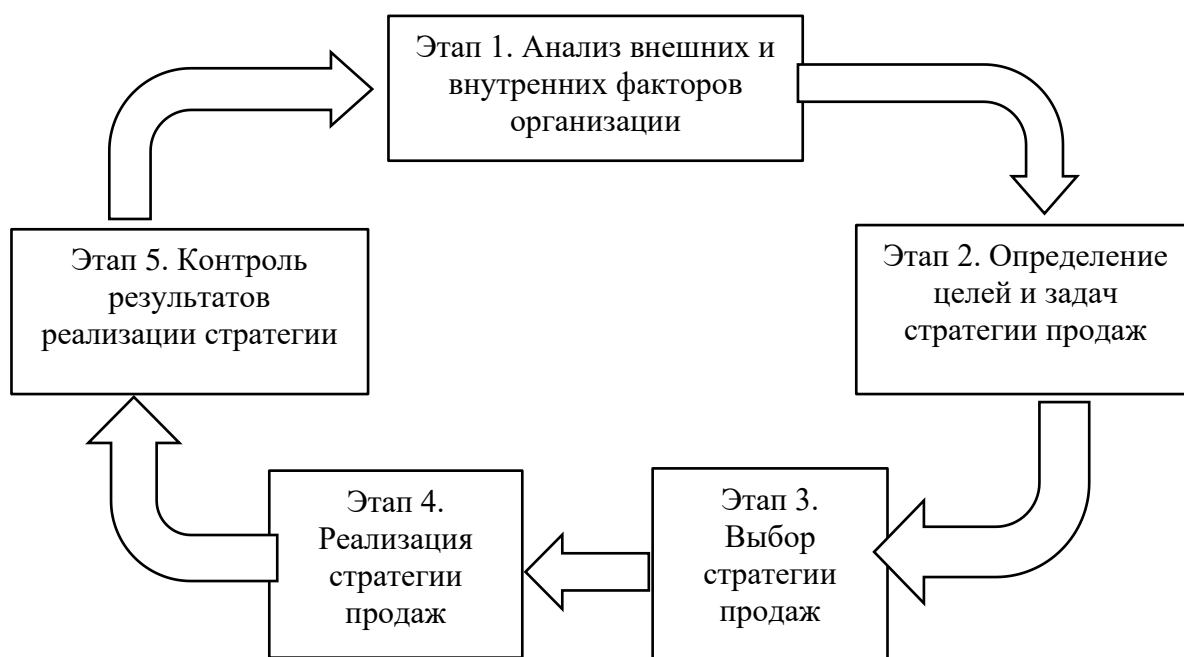 Этап 1. Анализ внешних и
внутренних факторов
организации
Этап 2. Определение
целей и задач
стратегии продаж
Этап 3.
Выбор
стратегии
продаж
Этап 4.
Реализация
стратегии
продаж
Этап 5. Контроль
результатов
реализации стратегии